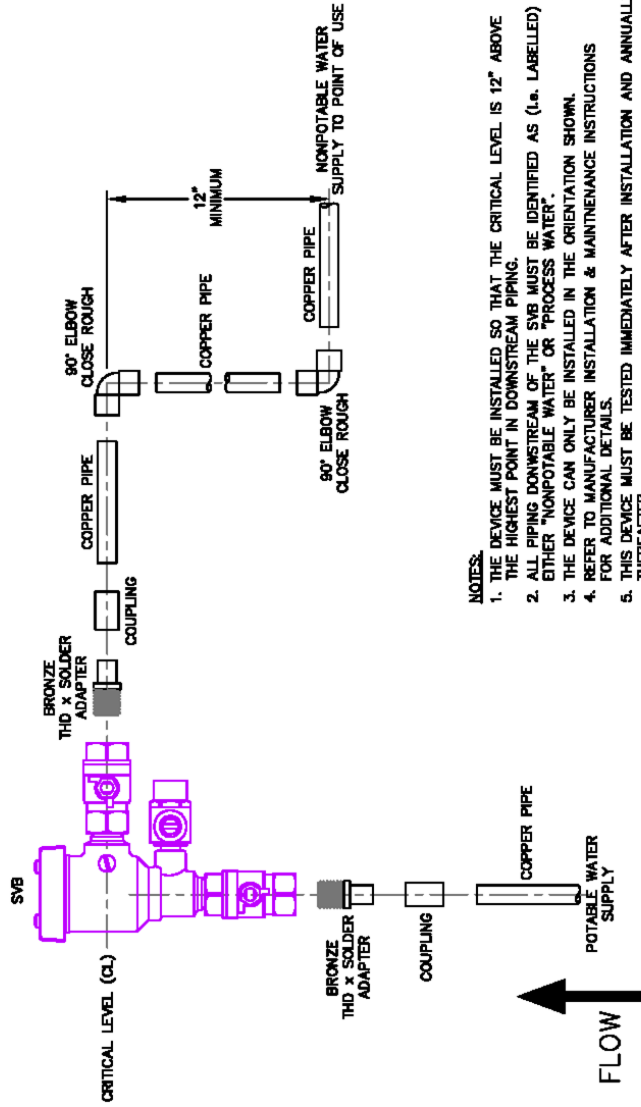 SVB
CRITICAL LEVEL (CL)
BRONZE
THD x SOLDER
ADAPTER
COUPLING
COPPER PIPE
90° ELBOW
CLOSE ROUGH
COPPER PIPE
12"
MINIMUM
90° ELBOW
CLOSE ROUGH
COPPER PIPE
NONPOTABLE WATER
SUPPLY TO POINT OF USE
BRONZE
THD x SOLDER
ADAPTER
COUPLING
COPPER PIPE
POTABLE WATER
SUPPLY
FLOW
NOTES:
1. THE DEVICE MUST BE INSTALLED SO THAT THE CRITICAL LEVEL IS 12" ABOVE
THE HIGHEST POINT IN DOWNSTREAM PIPING.
2. ALL PIPING DONWSTREAM OF THE SVB MUST BE IDENTIFIED AS (i.e. LABELLED)
EITHER "NONPOTABLE WATER" OR "PROCESS WATER".
3. THE DEVICE CAN ONLY BE INSTALLED IN THE ORIENTATION SHOWN.
4. REFER TO MANUFACTURER INSTALLATION & MAINTNENANCE INSTRUCTIONS
FOR ADDITIONAL DETAILS.
5. THIS DEVICE MUST BE TESTED IMMEDIATELY AFTER INSTALLATION AND ANNUALL